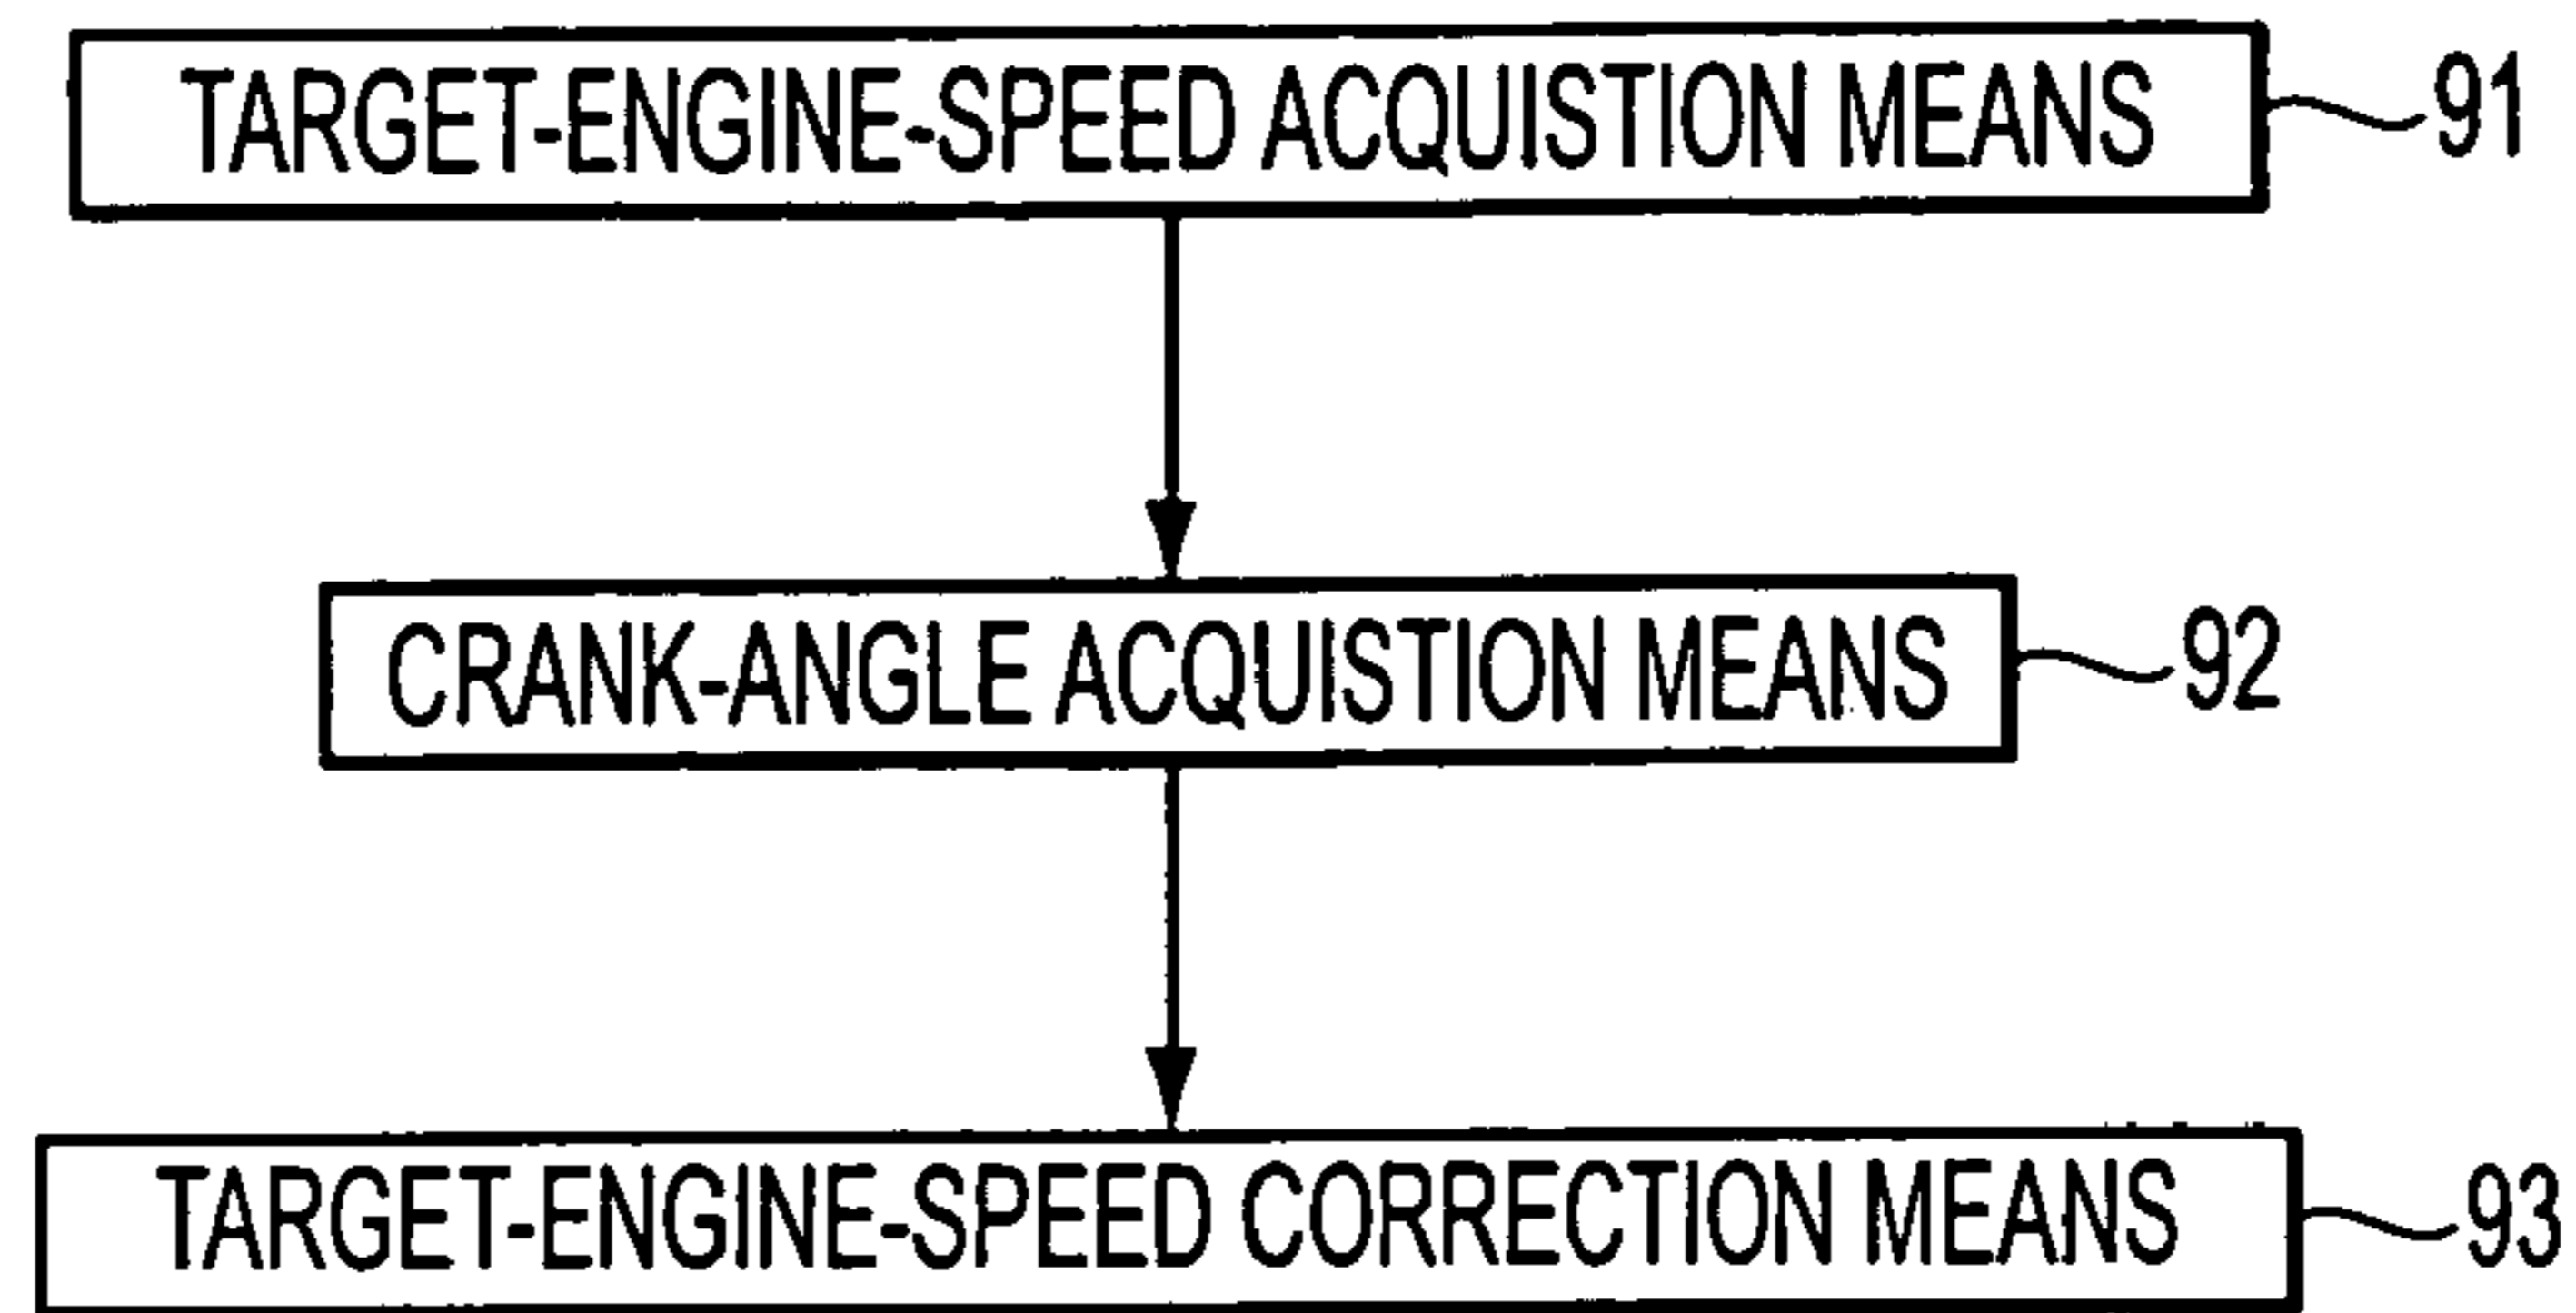 TARGET-ENGINE-SPEED ACQUISTION MEANS 91
CRANK-ANGLE ACQUISTION MEANS 92
TARGET-ENGINE-SPEED CORRECTION MEANS 93